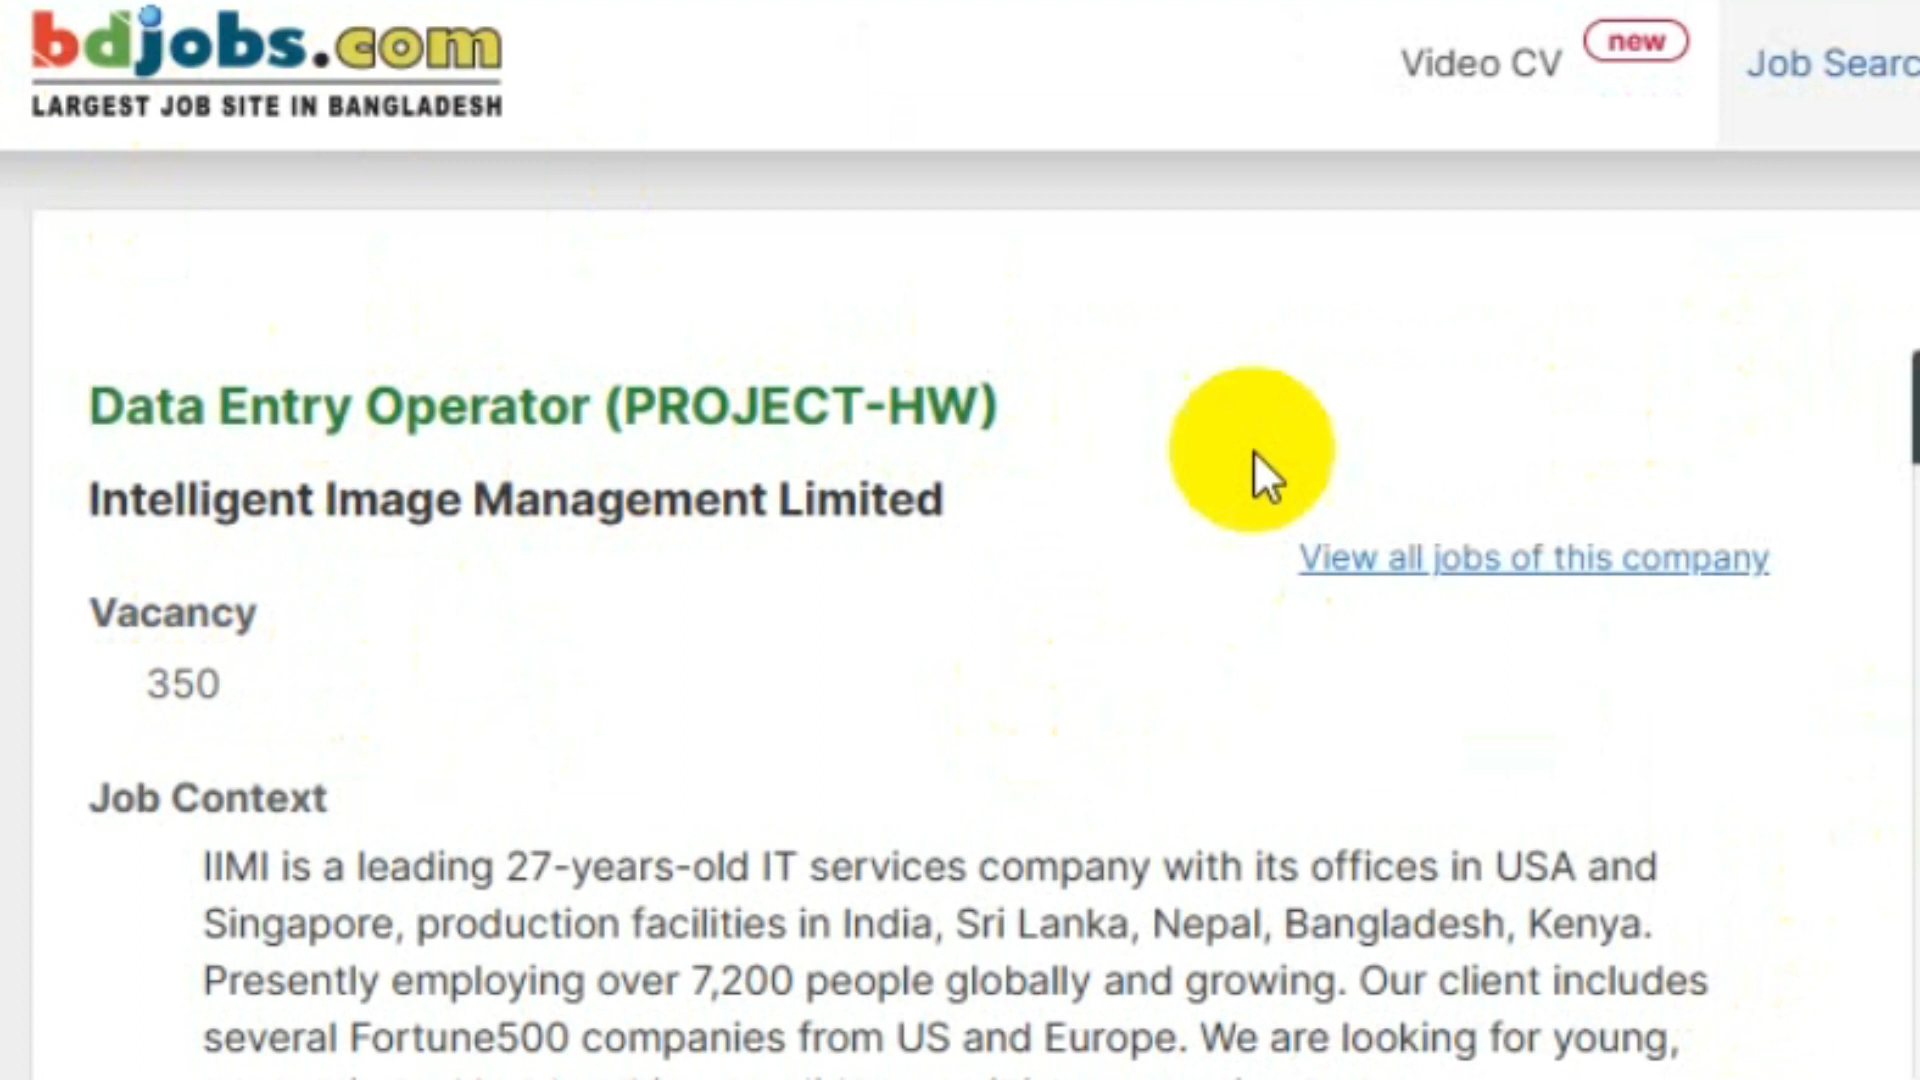 bdjobs.com
LARGEST JOB SITE IN BANGLADESH
Video CV new Job Searc
Data Entry Operator (PROJECT-HW)
Intelligent Image Management Limited
View all jobs of this company
Vacancy
350
Job Context
IIMI is a leading 27-years-old IT services company with its offices in USA and
Singapore, production facilities in India, Sri Lanka, Nepal, Bangladesh, Kenya.
Presently employing over 7,200 people globally and growing. Our client includes
several Fortune500 companies from US and Europe. We are looking for young,